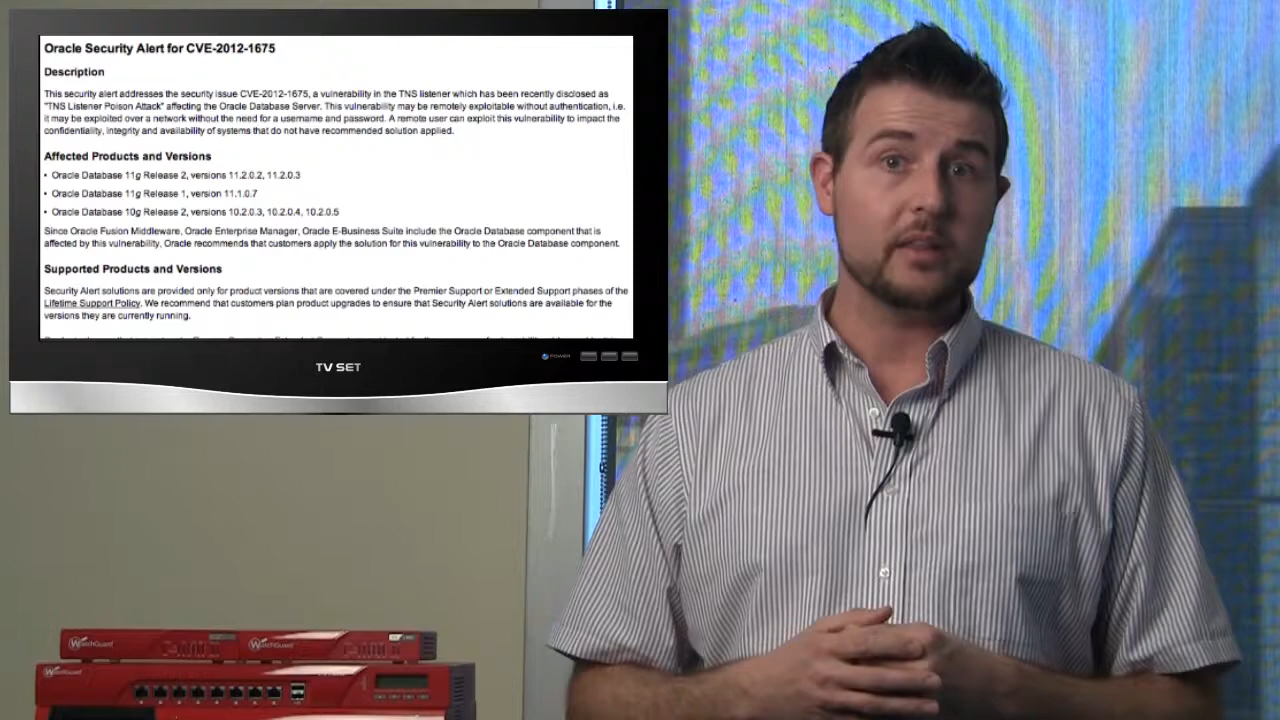 Oracle Security Alert for CVE-2012-1675
Description
This security alert addresses the security issue CVE-2012-1675, a vulnerability in the TNS listener which has been recently disclosed as
"TNS Listener Poison Attack" affecting the Oracle Database Server. This vulnerability may be remotely exploitable without authentication, i.e.
it may be exploited over a network without the need for a username and password. A remote user can exploit this vulnerability to impact the
confidentiality, integrity and availability of systems that do not have recommended solution applied.
Affected Products and Versions
• Oracle Database 11g Release 2, versions 11.2.0.2, 11.2.0.3
• Oracle Database 11g Release 1, version 11.1.0.7
• Oracle Database 10g Release 2, versions 10.2.0.3, 10.2.0.4, 10.2.0.5
Since Oracle Fusion Middleware, Oracle Enterprise Manager, Oracle E-Business Suite include the Oracle Database component that is
affected by this vulnerability, Oracle recommends that customers apply the solution for this vulnerability to the Oracle Database component.
Supported Products and Versions
Security Alert solutions are provided only for product versions that are covered under the Premier Support or Extended Support phases of the
Lifetime Support Policy. We recommend that customers plan product upgrades to ensure that Security Alert solutions are available for the
versions they are currently running.
POWER
TV SET
WatchGuard
WatchGuard
WatchGuard